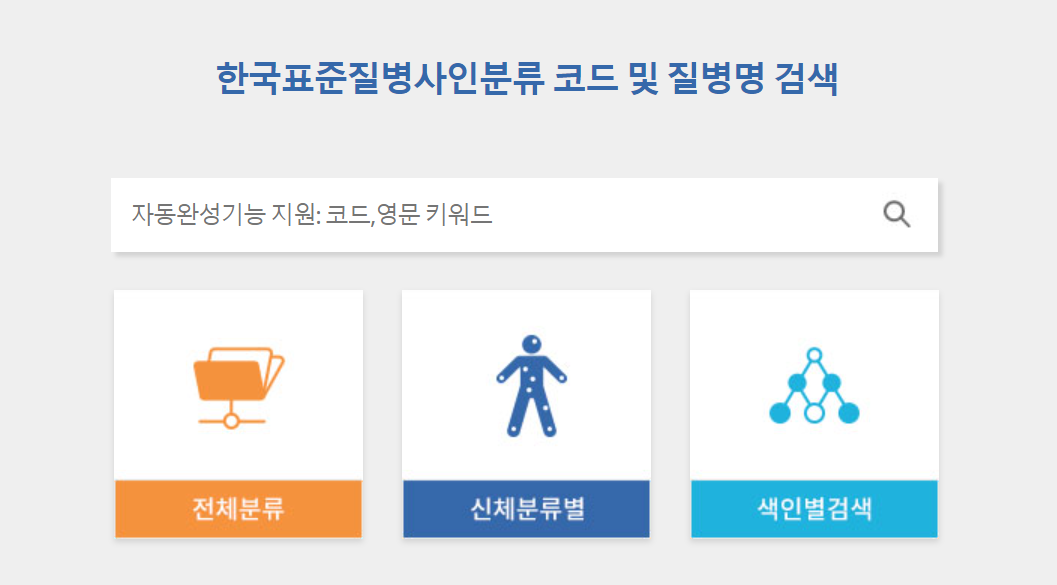 한국표준질병사인분류 코드 및 질병명 검색
자동완성기능 지원: 코드,영문 키워드
전체분류
신체분류별
색인별검색